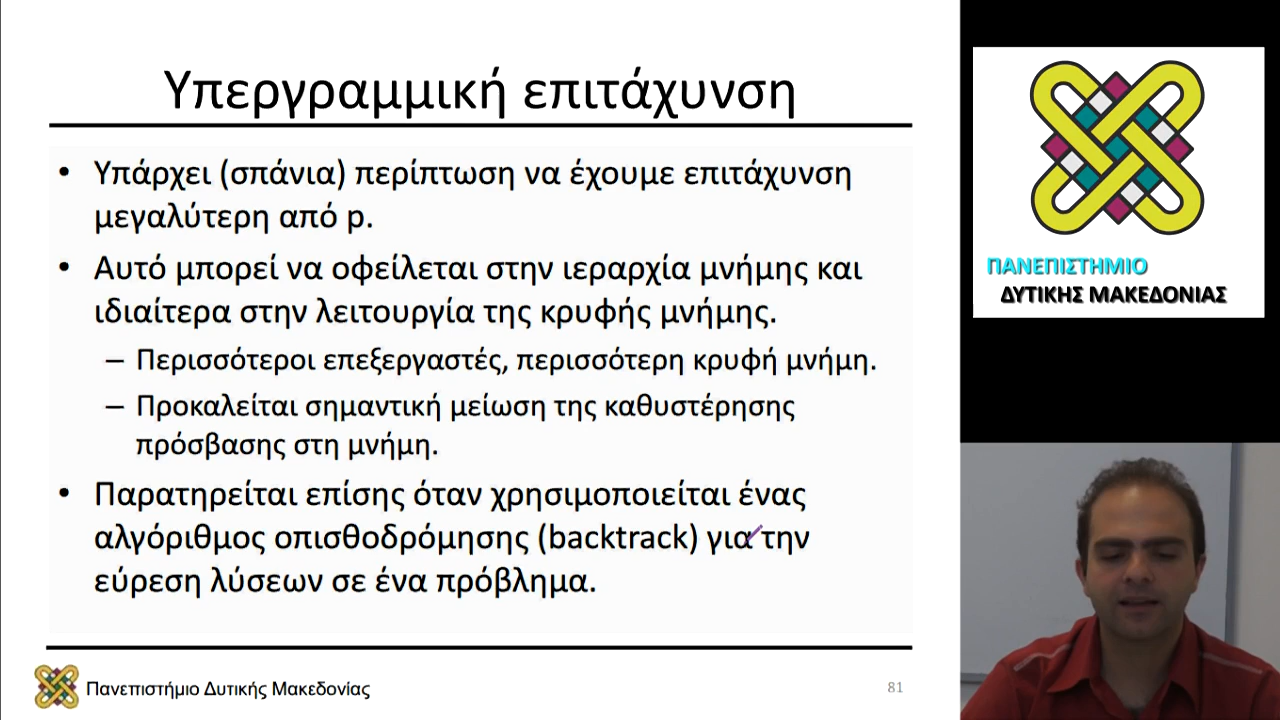 Υπεργραμμική επιτάχυνση
• Υπάρχει (σπάνια) περίπτωση να έχουμε επιτάχυνση
μεγαλύτερη από p.
• Αυτό μπορεί να οφείλεται στην ιεραρχία μνήμης και
ιδιαίτερα στην λειτουργία της κρυφής μνήμης.
– Περισσότεροι επεξεργαστές, περισσότερη κρυφή μνήμη.
– Προκαλείται σημαντική μείωση της καθυστέρησης
πρόσβασης στη μνήμη.
• Παρατηρείται επίσης όταν χρησιμοποιείται ένας
αλγόριθμος οπισθοδρόμησης (backtrack) για την
εύρεση λύσεων σε ένα πρόβλημα.
Πανεπιστήμιο Δυτικής Μακεδονίας
81
ΠΑΝΕΠΙΣΤΗΜΙΟ
ΔΥΤΙΚΗΣ ΜΑΚΕΔΟΝΙΑΣ